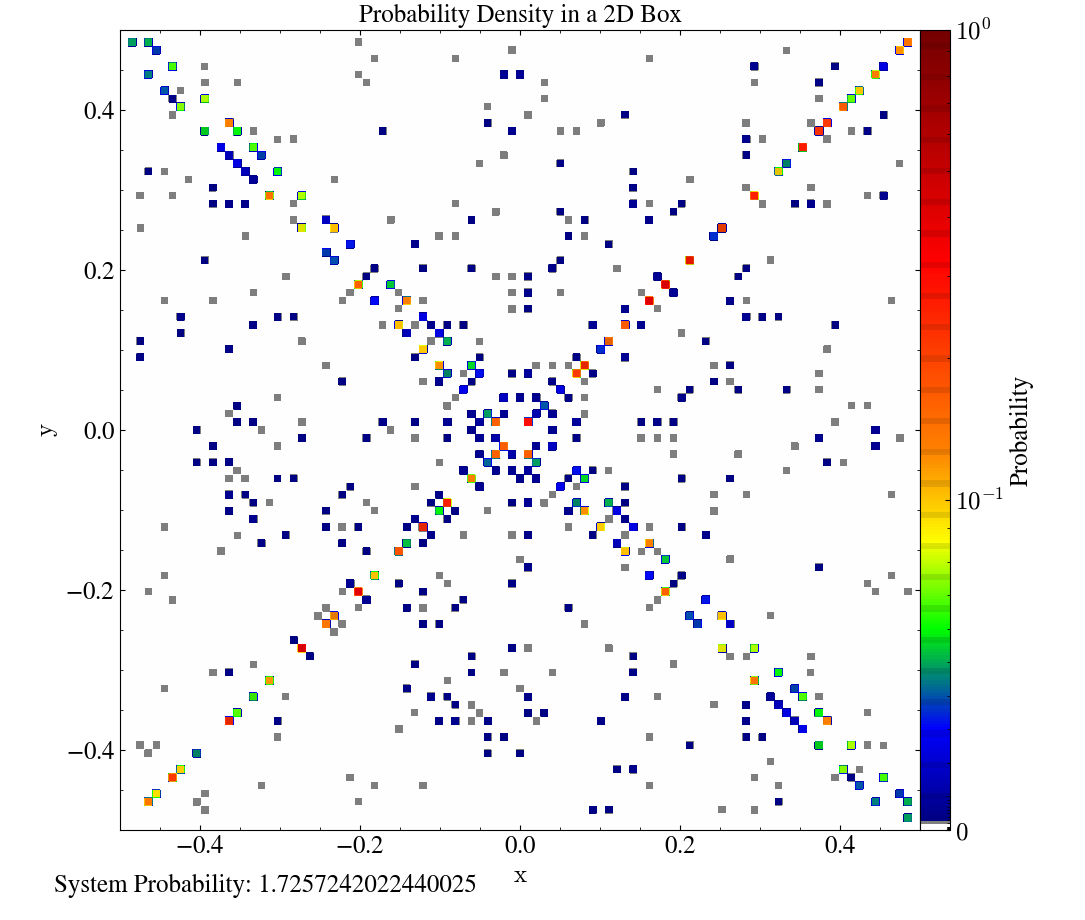 Probability Density in a 2D Box
10⁰
0.4
0.2
0.0
−0.2
−0.4
y
Probability
10⁻¹
0
−0.4 −0.2 0.0 0.2 0.4
x
System Probability: 1.7257242022440025